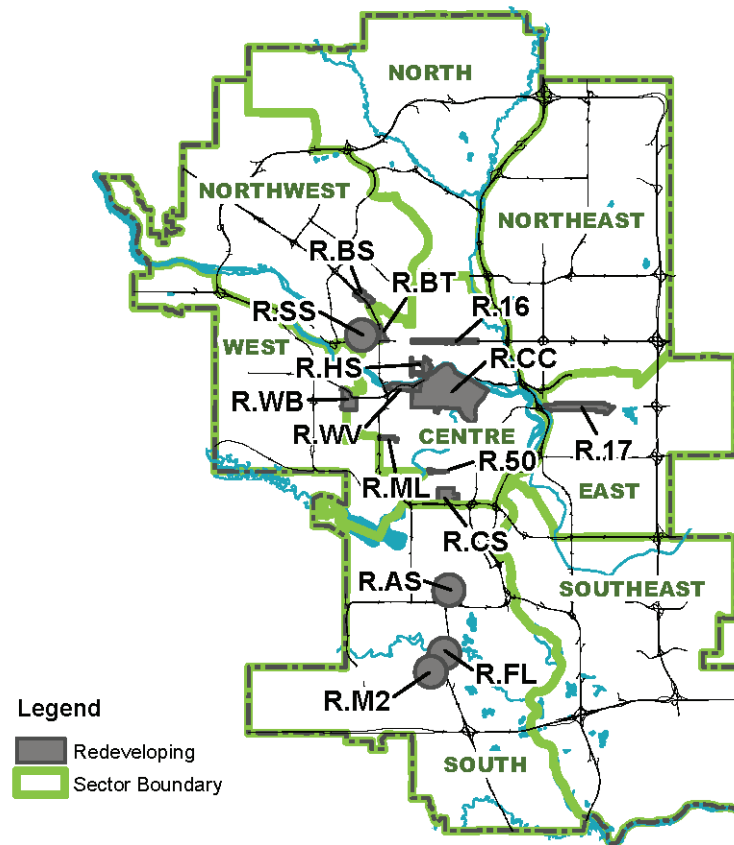 NORTH
NORTHWEST
NORTHEAST
R.BS
R.BT
R.SS
R.16
WEST
R.HS
R.CC
R.WB
R.WV
CENTRE
R.17
R.50
R.ML
EAST
R.CS
R.AS
SOUTHEAST
R.FL
R.M2
Legend
Redeveloping
SOUTH
Sector Boundary